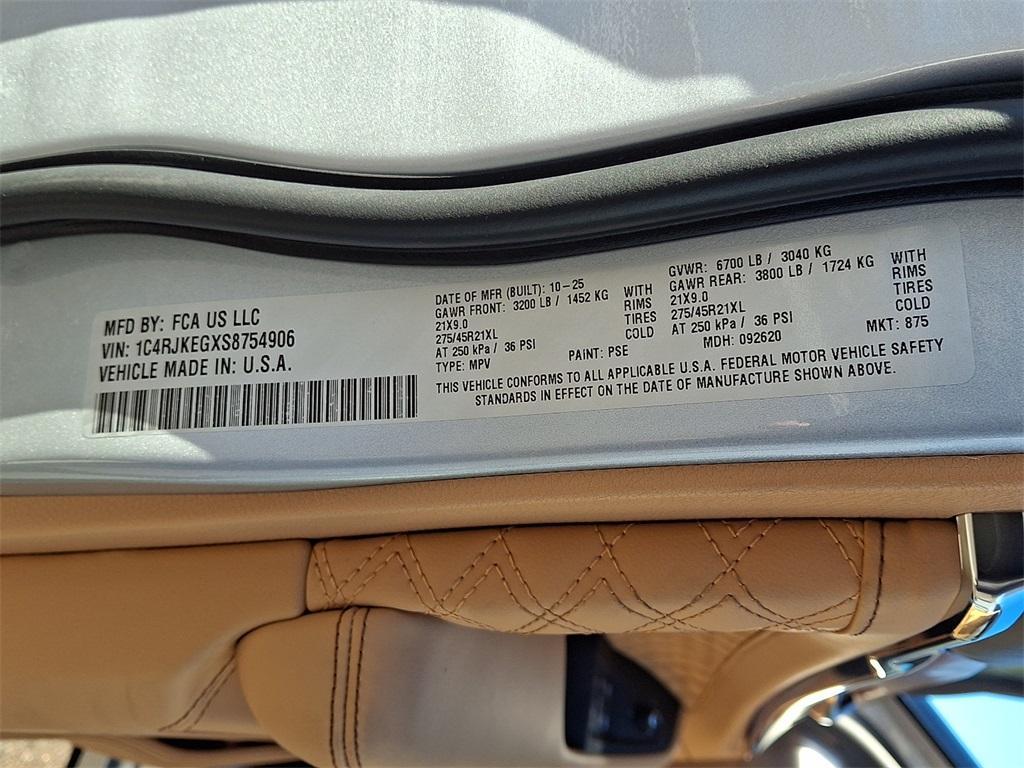 MFD BY: FCA US LLC
VIN: 1C4RJKEGXS8754906
VEHICLE MADE IN: U.S.A.
DATE OF MFR (BUILT): 10-25
GAWR FRONT: 3200 LB / 1452 KG WITH
21X9.0 RIMS
275/45R21XL TIRES
AT 250 kPa / 36 PSI COLD
TYPE: MPV PAINT: PSE
GVWR: 6700 LB / 3040 KG
GAWR REAR: 3800 LB / 1724 KG WITH
21X9.0 RIMS
275/45R21XL TIRES
AT 250 kPa / 36 PSI COLD
MDH: 092620 MKT: 875
THIS VEHICLE CONFORMS TO ALL APPLICABLE U.S.A. FEDERAL MOTOR VEHICLE SAFETY
STANDARDS IN EFFECT ON THE DATE OF MANUFACTURE SHOWN ABOVE.